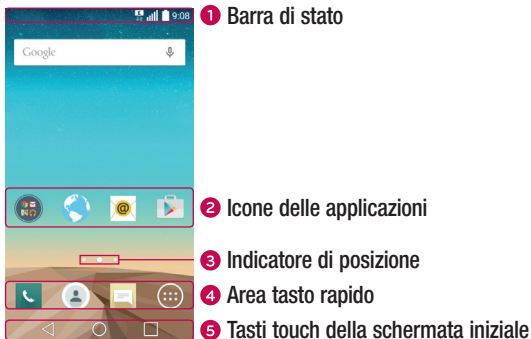 9:08
1 Barra di stato
Google
2 Icone delle applicazioni
3 Indicatore di posizione
4 Area tasto rapido
5 Tasti touch della schermata iniziale